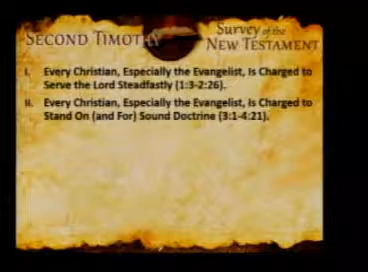 SECOND TIMOTHY
Survey of the
NEW TESTAMENT
I. Every Christian, Especially the Evangelist, Is Charged to
Serve the Lord Steadfastly (1:3-2:26).
II. Every Christian, Especially the Evangelist, Is Charged to
Stand On (and For) Sound Doctrine (3:1-4:21).